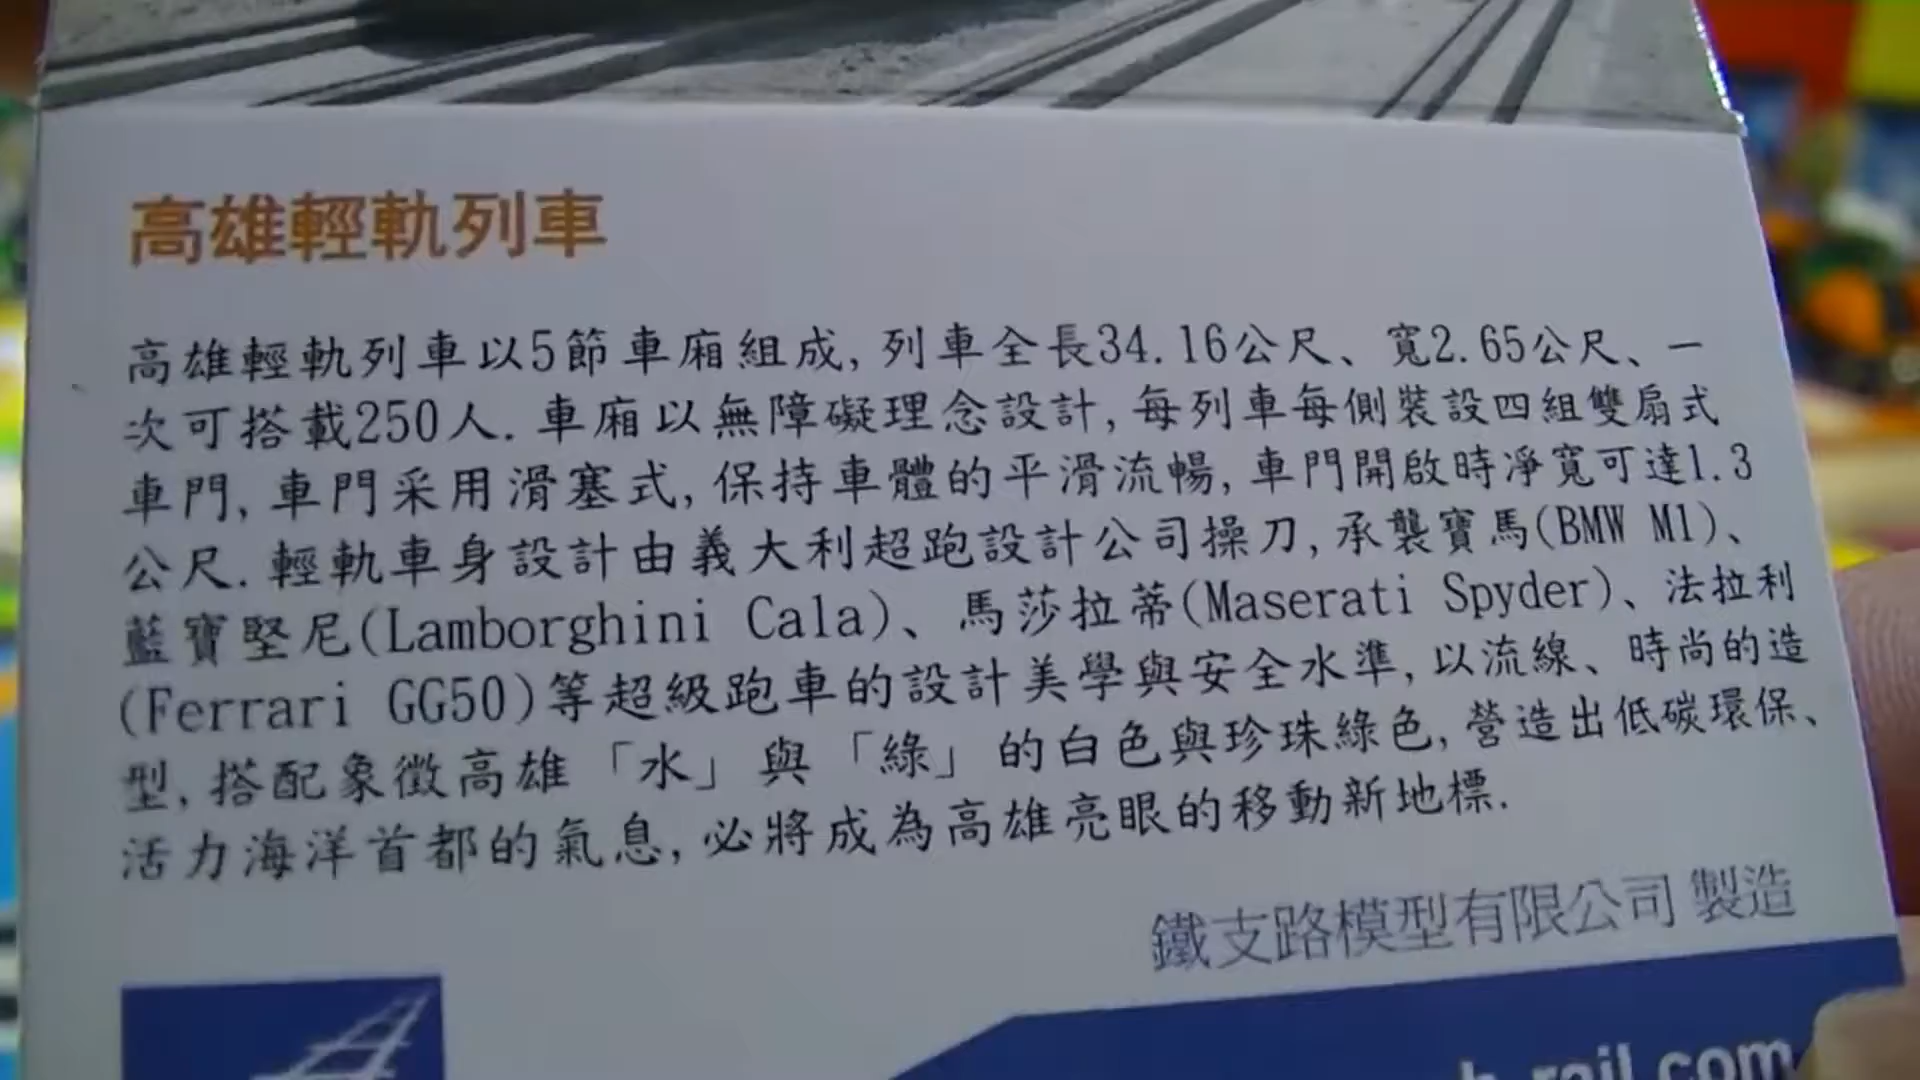 高雄輕軌列車
高雄輕軌列車以5節車廂組成,列車全長34.16公尺、寬2.65公尺、一
次可搭載250人.車廂以無障礙理念設計,每列車每側裝設四組雙扇式
車門,車門采用滑塞式,保持車體的平滑流暢,車門開啟時凈寬可達1.3
公尺.輕軌車身設計由義大利超跑設計公司操刀,承襲寶馬(BMW M1)、
藍寶堅尼(Lamborghini Cala)、馬莎拉蒂(Maserati Spyder)、法拉利
(Ferrari GG50)等超級跑車的設計美學與安全水準,以流線、時尚的造
型,搭配象徵高雄「水」與「綠」的白色與珍珠綠色,營造出低碳環保、
活力海洋首都的氣息,必將成為高雄亮眼的移動新地標.
鐵支路模型有限公司 製造
rail.com